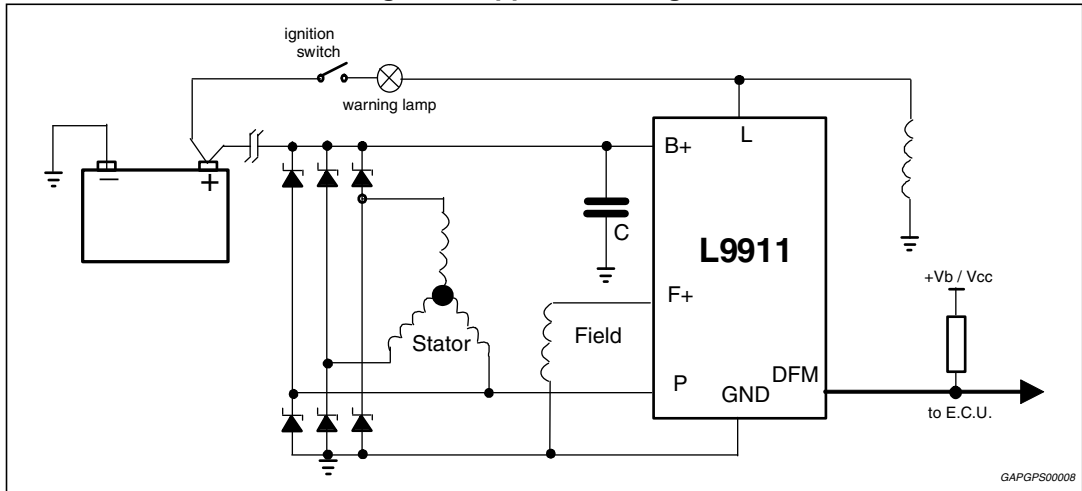 ignition
switch
warning lamp
L
B+
−
+
C
L9911
+Vb / Vcc
F+
Field
Stator
DFM
P
GND
to E.C.U.
GAPGPS00008